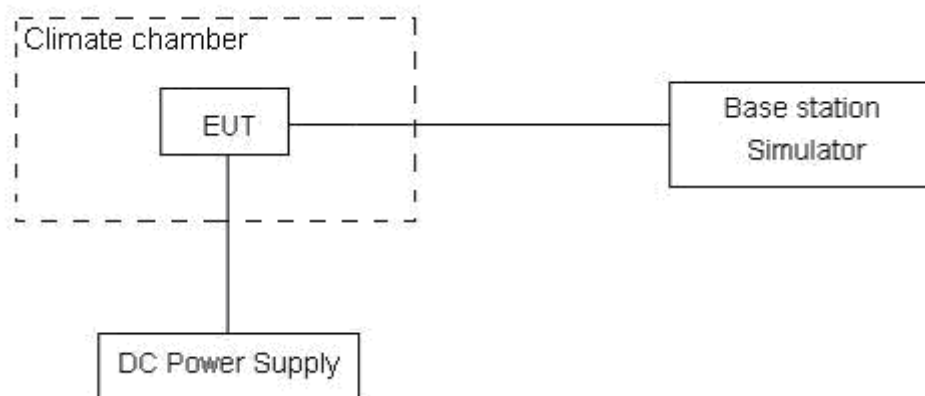 Climate chamber
EUT
Base station
Simulator
DC Power Supply